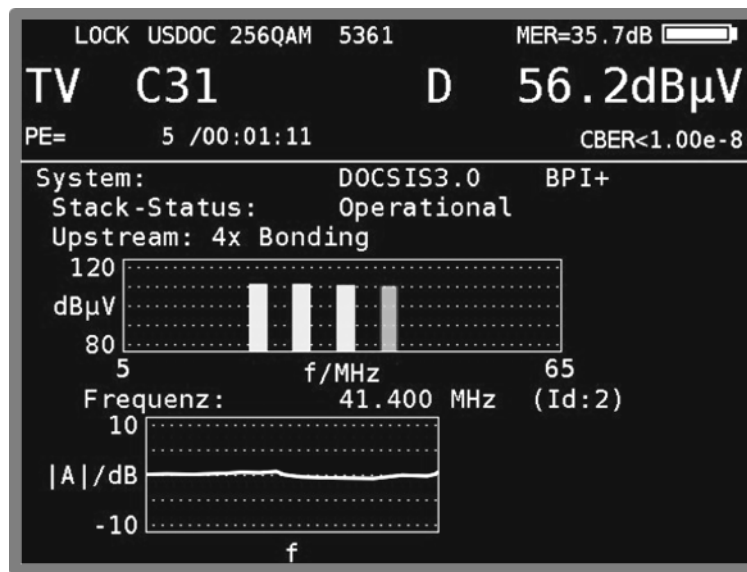 LOCK USDOC 256QAM 5361 MER=35.7dB
TV C31 D 56.2dBµV
PE= 5 /00:01:11 CBER<1.00e-8
System: DOCSIS3.0 BPI+
Stack-Status: Operational
Upstream: 4x Bonding
120
dBµV
80
5 f/MHz 65
Frequenz: 41.400 MHz (Id:2)
10
|A|/dB
-10
f